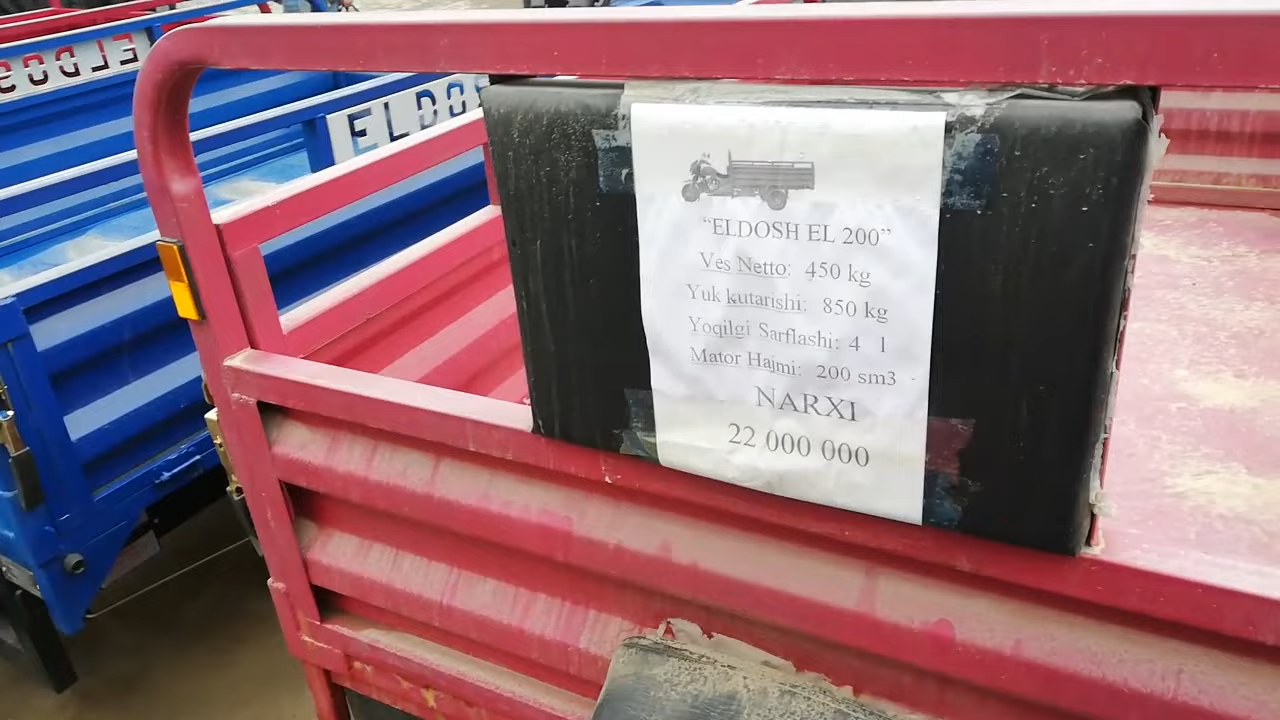 ELDOS
"ELDOSH EL 200"
Ves Netto: 450 kg
Yuk kutarishi: 850 kg
Yoqilgi Sarflashi: 4 l
Mator Hajmi: 200 sm3
NARXI
22 000 000